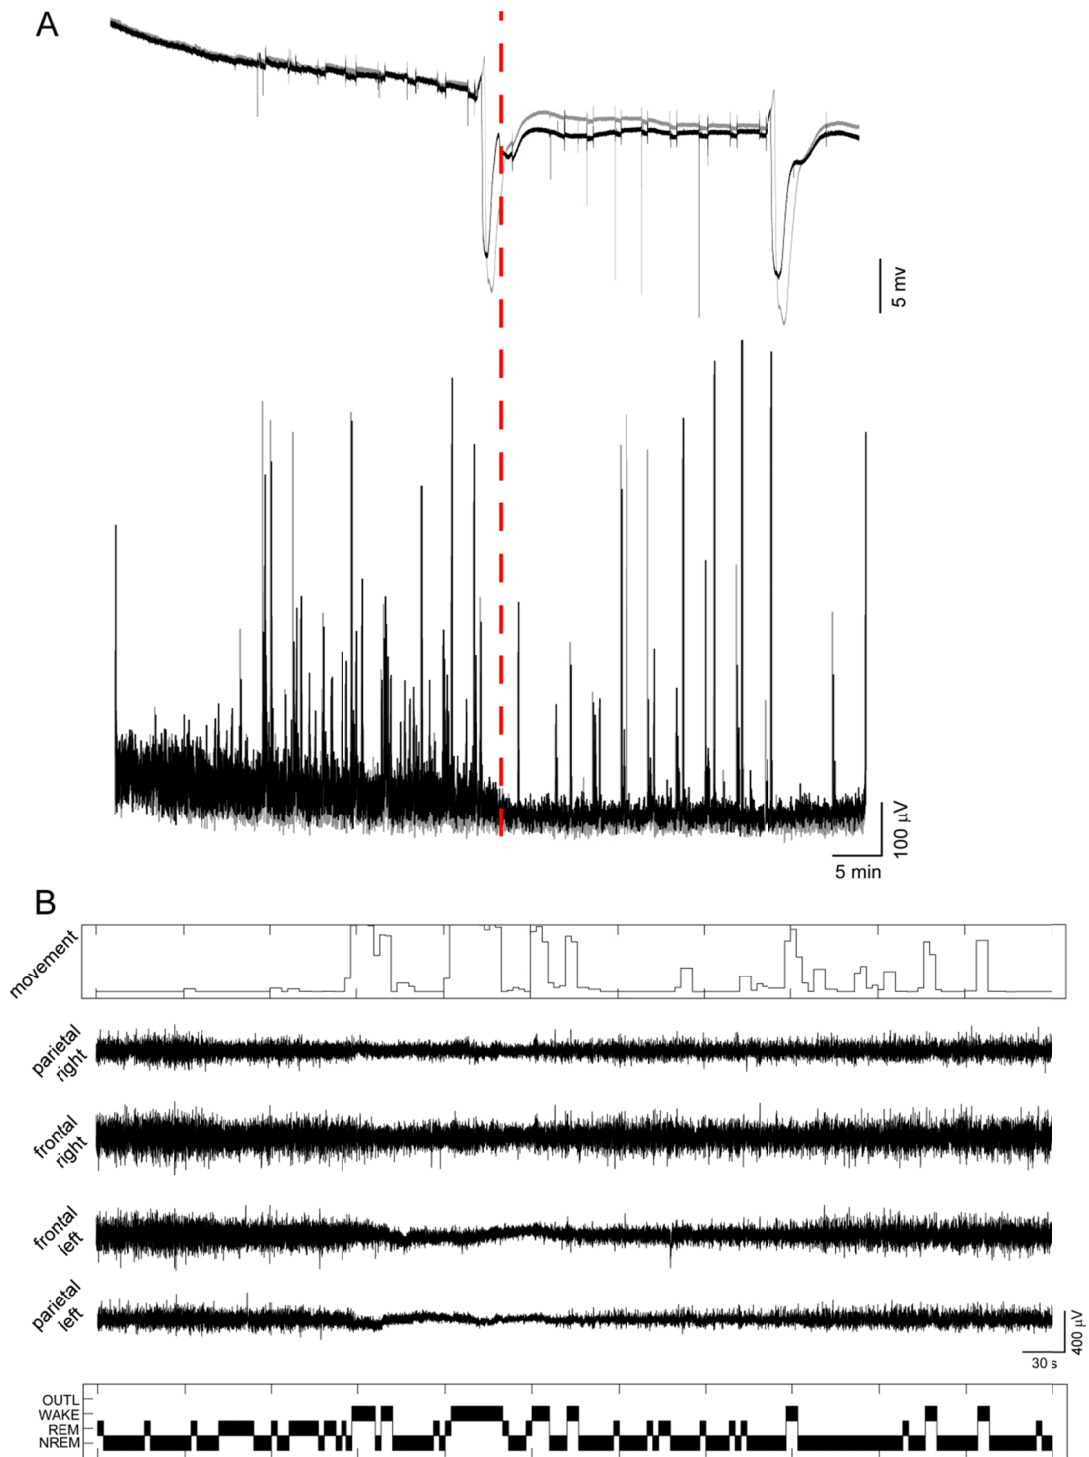 A
5 mv
100 µV
5 min
B
movement
parietal
right
frontal
right
frontal
left
parietal
left
400 µV
30 s
OUTL
WAKE
REM
NREM